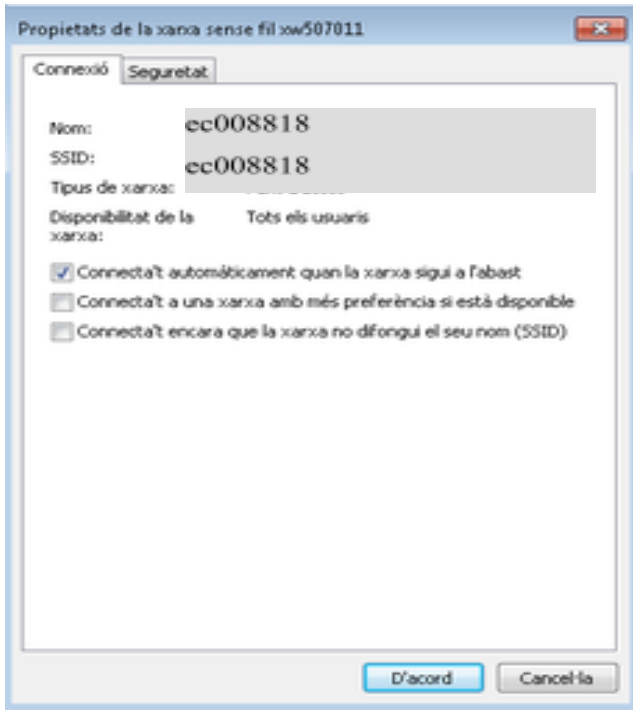 Propietats de la xarxa sense fil xw507011
Connexió Seguretat
Nom: ec008818
SSID: ec008818
Tipus de xarxa:
Disponibilitat de la xarxa: Tots els usuaris
Connecta't automàticament quan la xarxa sigui a l'abast
Connecta't a una xarxa amb més preferència si està disponible
Connecta't encara que la xarxa no difongui el seu nom (SSID)
D'acord Cancel·la